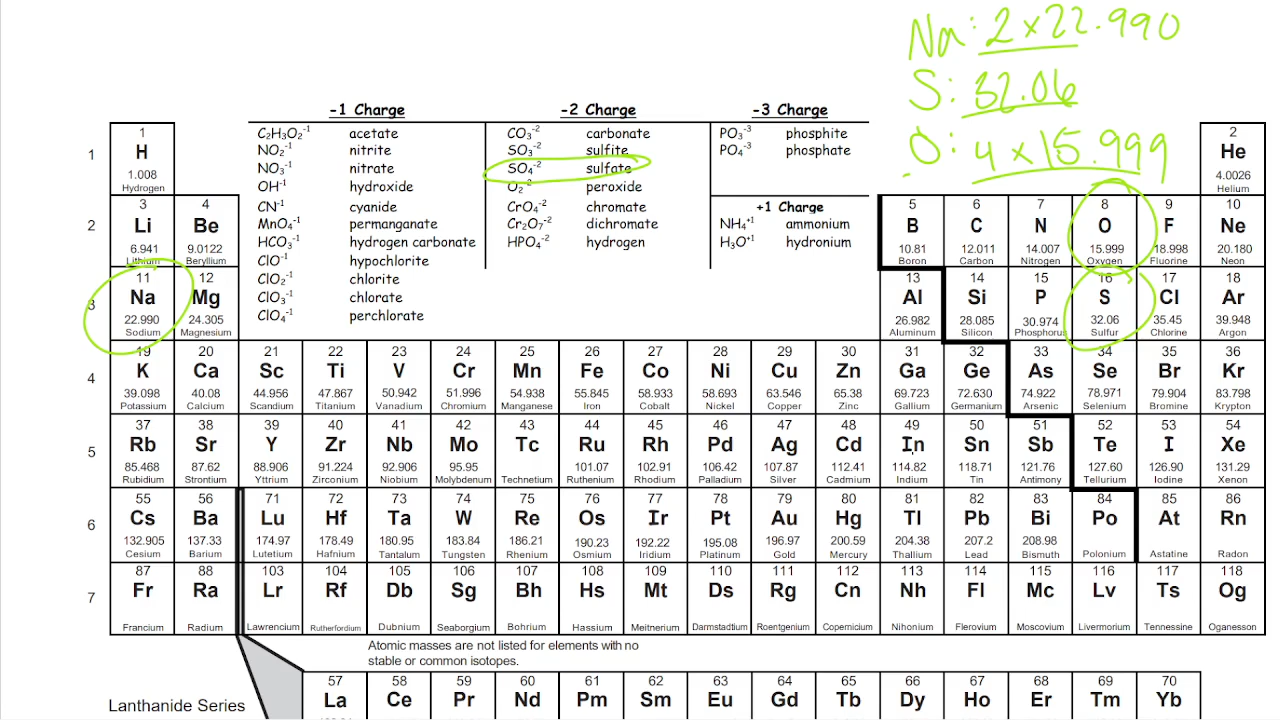 Na: 2 x 22.990
S: 32.06
O: 4 x 15.999
-1 Charge -2 Charge -3 Charge
C2H3O2-1 acetate CO3-2 carbonate PO3-3 phosphite
NO2-1 nitrite SO3-2 sulfite PO4-3 phosphate
NO3-1 nitrate SO4-2 sulfate
OH-1 hydroxide O2-2 peroxide
CN-1 cyanide CrO4-2 chromate +1 Charge
MnO4-1 permanganate Cr2O7-2 dichromate NH4+1 ammonium
HCO3-1 hydrogen carbonate HPO4-2 hydrogen H3O+1 hydronium
ClO-1 hypochlorite
ClO2-1 chlorite
ClO3-1 chlorate
ClO4-1 perchlorate
1 2
1 H He
1.008 4.0026
Hydrogen Helium
3 4 5 6 7 8 9 10
2 Li Be B C N O F Ne
6.941 9.0122 10.81 12.011 14.007 15.999 18.998 20.180
Lithium Beryllium Boron Carbon Nitrogen Oxygen Fluorine Neon
11 12 13 14 15 16 17 18
3 Na Mg Al Si P S Cl Ar
22.990 24.305 26.982 28.085 30.974 32.06 35.45 39.948
Sodium Magnesium Aluminum Silicon Phosphorus Sulfur Chlorine Argon
19 20 21 22 23 24 25 26 27 28 29 30 31 32 33 34 35 36
4 K Ca Sc Ti V Cr Mn Fe Co Ni Cu Zn Ga Ge As Se Br Kr
39.098 40.08 44.956 47.867 50.942 51.996 54.938 55.845 58.933 58.693 63.546 65.38 69.723 72.630 74.922 78.971 79.904 83.798
Potassium Calcium Scandium Titanium Vanadium Chromium Manganese Iron Cobalt Nickel Copper Zinc Gallium Germanium Arsenic Selenium Bromine Krypton
37 38 39 40 41 42 43 44 45 46 47 48 49 50 51 52 53 54
5 Rb Sr Y Zr Nb Mo Tc Ru Rh Pd Ag Cd In Sn Sb Te I Xe
85.468 87.62 88.906 91.224 92.906 95.95 101.07 102.91 106.42 107.87 112.41 114.82 118.71 121.76 127.60 126.90 131.29
Rubidium Strontium Yttrium Zirconium Niobium Molybdenum Technetium Ruthenium Rhodium Palladium Silver Cadmium Indium Tin Antimony Tellurium Iodine Xenon
55 56 71 72 73 74 75 76 77 78 79 80 81 82 83 84 85 86
6 Cs Ba Lu Hf Ta W Re Os Ir Pt Au Hg Tl Pb Bi Po At Rn
132.905 137.33 174.97 178.49 180.95 183.84 186.21 190.23 192.22 195.08 196.97 200.59 204.38 207.2 208.98
Cesium Barium Lutetium Hafnium Tantalum Tungsten Rhenium Osmium Iridium Platinum Gold Mercury Thallium Lead Bismuth Polonium Astatine Radon
87 88 103 104 105 106 107 108 109 110 111 112 113 114 115 116 117 118
7 Fr Ra Lr Rf Db Sg Bh Hs Mt Ds Rg Cn Nh Fl Mc Lv Ts Og
Francium Radium Lawrencium Rutherfordium Dubnium Seaborgium Bohrium Hassium Meitnerium Darmstadtium Roentgenium Copernicium Nihonium Flerovium Moscovium Livermorium Tennessine Oganesson
Atomic masses are not listed for elements with no
stable or common isotopes.
57 58 59 60 61 62 63 64 65 66 67 68 69 70
Lanthanide Series La Ce Pr Nd Pm Sm Eu Gd Tb Dy Ho Er Tm Yb